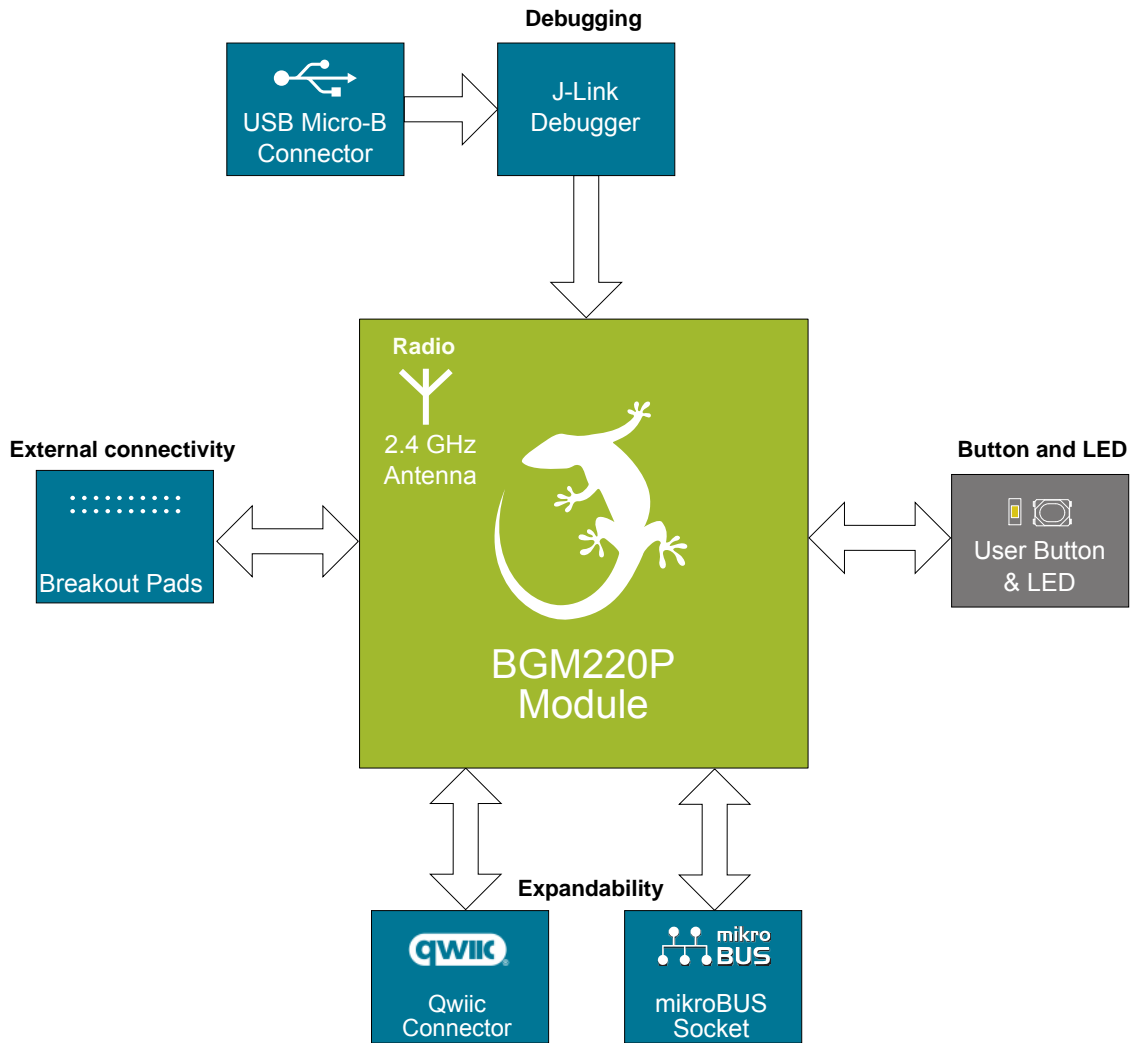 Debugging
USB Micro-B
Connector
J-Link
Debugger
Radio
2.4 GHz
Antenna
External connectivity
Breakout Pads
Button and LED
User Button
& LED
BGM220P
Module
Expandability
qwiic
Qwiic
Connector
mikro
BUS
mikroBUS
Socket